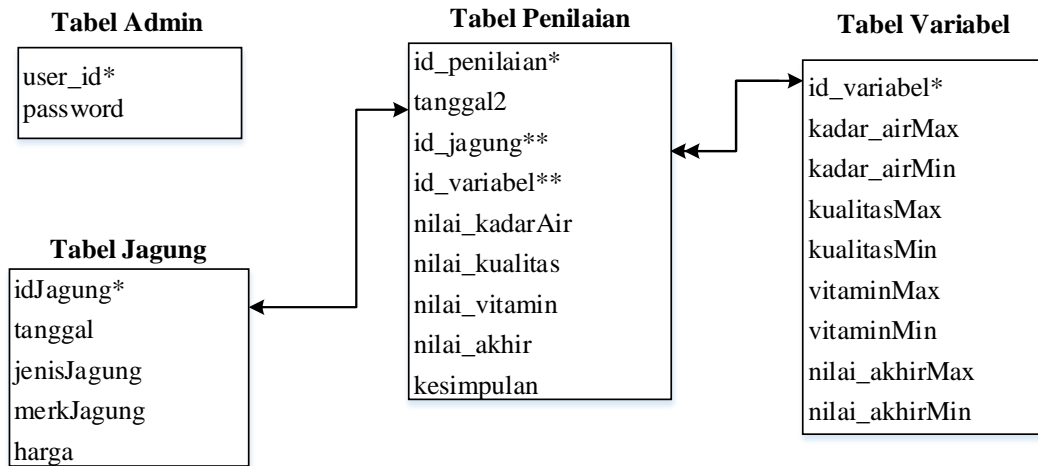 Tabel Admin
user_id*
password
Tabel Penilaian
id_penilaian*
tanggal2
id_jagung**
id_variabel**
nilai_kadarAir
nilai_kualitas
nilai_vitamin
nilai_akhir
kesimpulan
Tabel Variabel
id_variabel*
kadar_airMax
kadar_airMin
kualitasMax
kualitasMin
vitaminMax
vitaminMin
nilai_akhirMax
nilai_akhirMin
Tabel Jagung
idJagung*
tanggal
jenisJagung
merkJagung
harga